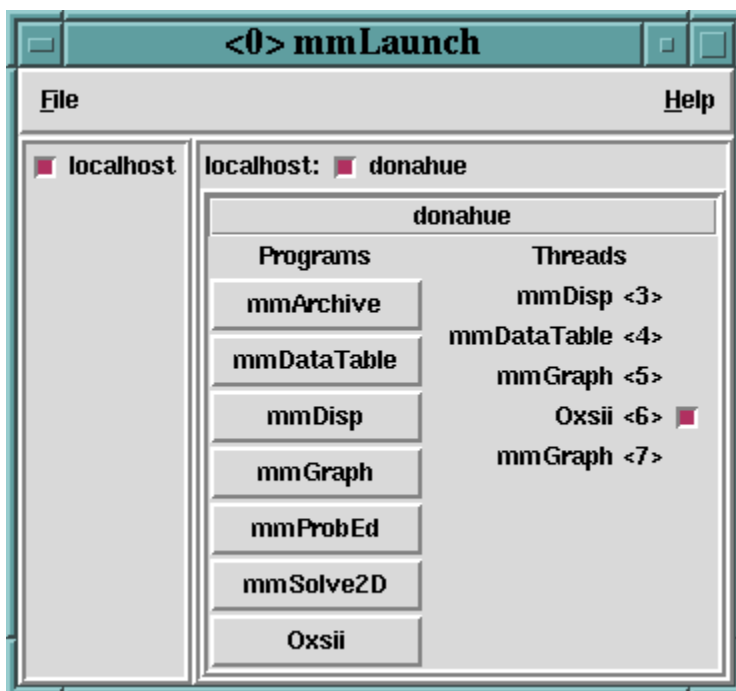 <0> mmLaunch
File Help
localhost
localhost: donahue
donahue
Programs Threads
mmArchive
mmDataTable
mmDisp
mmGraph
mmProbEd
mmSolve2D
Oxsii
mmDisp <3>
mmDataTable <4>
mmGraph <5>
Oxsii <6>
mmGraph <7>